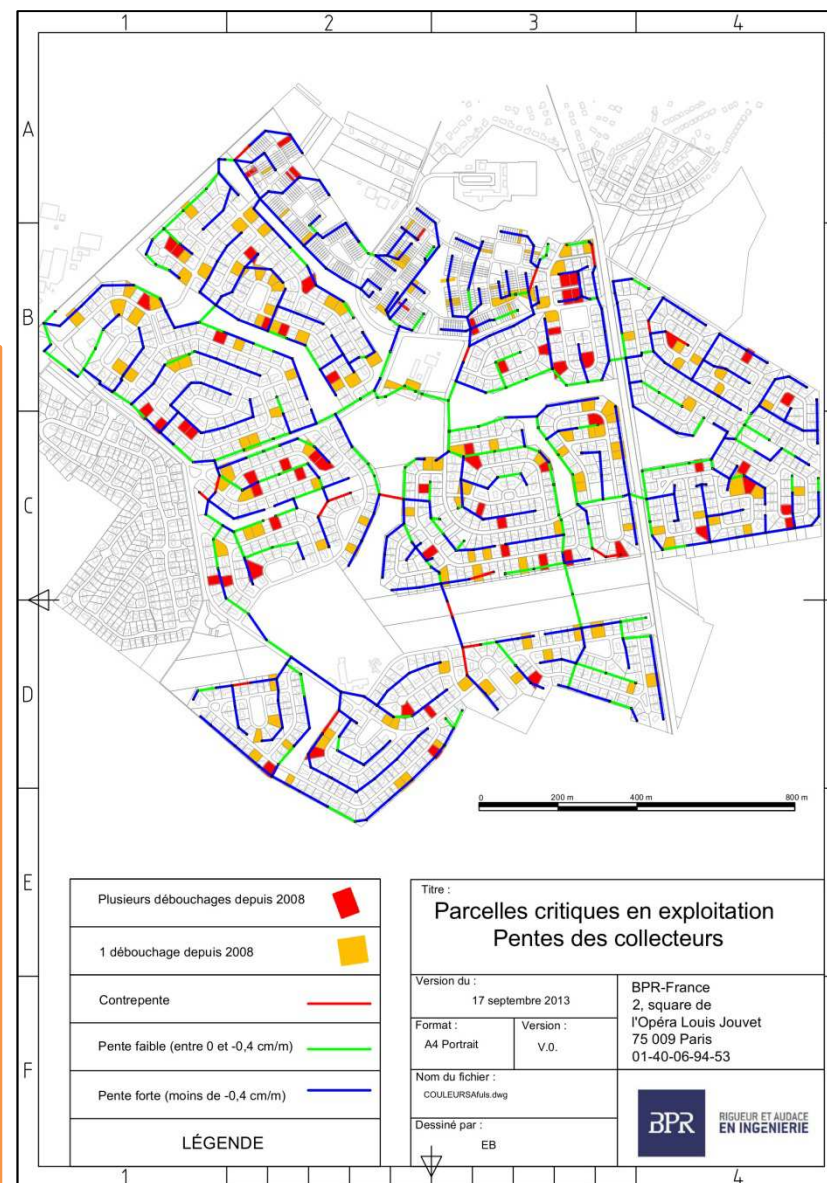 1 2 3 4
A
B
C
D
E
F
0 200 m 400 m 800 m
Plusieurs débouchages depuis 2008
1 débouchage depuis 2008
Contrepente
Pente faible (entre 0 et -0,4 cm/m)
Pente forte (moins de -0,4 cm/m)
LÉGENDE
Titre :
Parcelles critiques en exploitation
Pentes des collecteurs
Version du :
17 septembre 2013
Format :
A4 Portrait
Version :
V.0.
Nom du fichier :
COULEURSAfuls.dwg
Dessiné par :
EB
BPR-France
2, square de
l'Opéra Louis Jouvet
75 009 Paris
01-40-06-94-53
BPR
RIGUEUR ET AUDACE
EN INGÉNIERIE
1 4